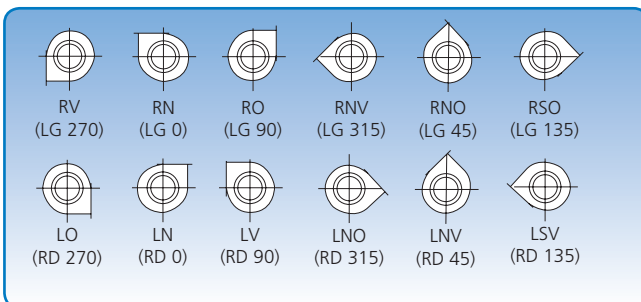 RV RN RO RNV RNO RSO
(LG 270) (LG 0) (LG 90) (LG 315) (LG 45) (LG 135)
LO LN LV LNO LNV LSV
(RD 270) (RD 0) (RD 90) (RD 315) (RD 45) (RD 135)